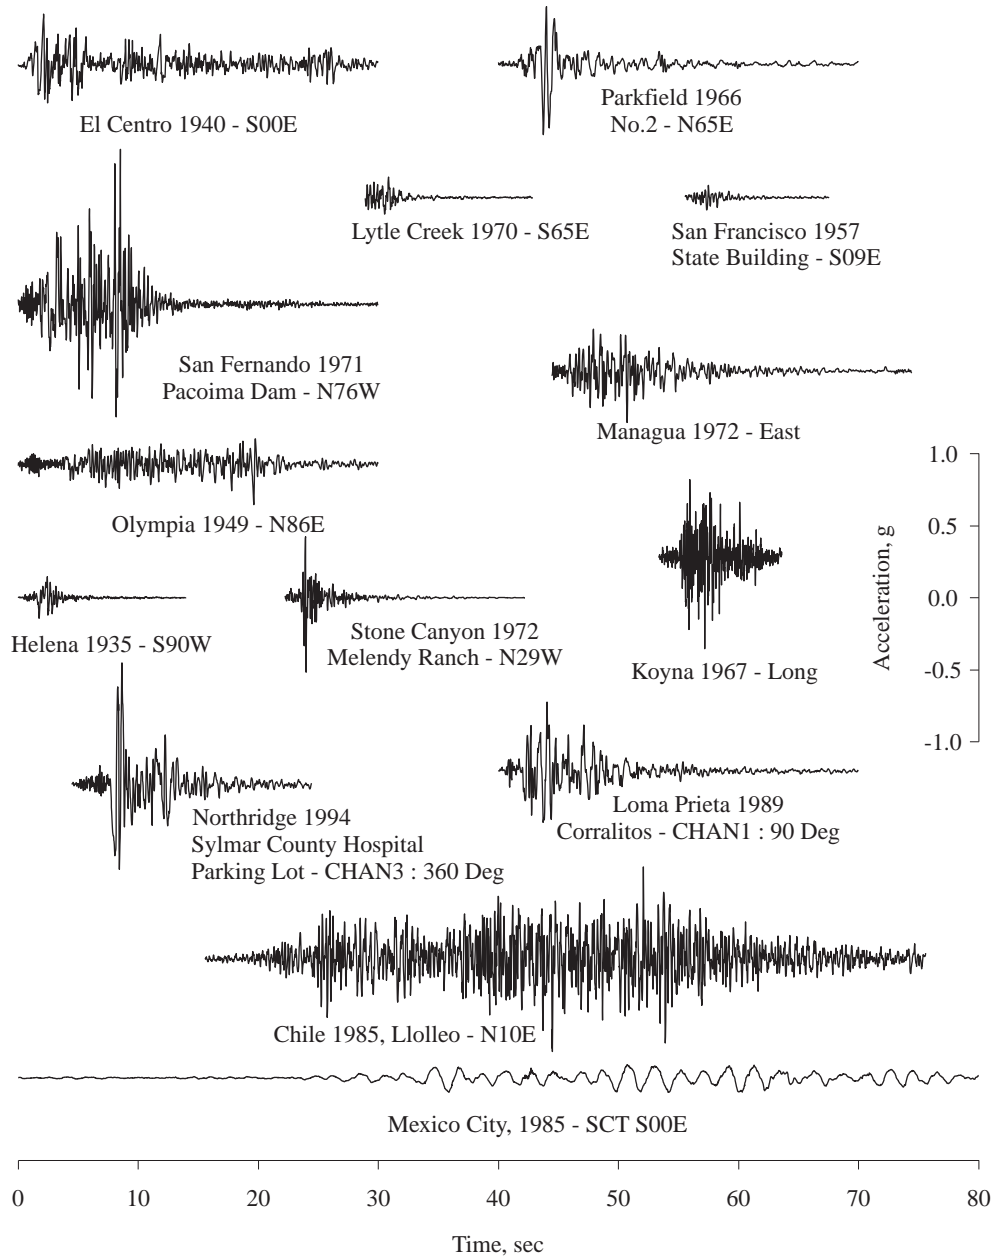 El Centro 1940 - S00E
Parkfield 1966
No.2 - N65E
Lytle Creek 1970 - S65E
San Francisco 1957
State Building - S09E
San Fernando 1971
Pacoima Dam - N76W
Managua 1972 - East
Olympia 1949 - N86E
1.0
0.5
0.0
-0.5
-1.0
Acceleration, g
Helena 1935 - S90W
Stone Canyon 1972
Melendy Ranch - N29W
Koyna 1967 - Long
Northridge 1994
Sylmar County Hospital
Parking Lot - CHAN3 : 360 Deg
Loma Prieta 1989
Corralitos - CHAN1 : 90 Deg
Chile 1985, Llolleo - N10E
Mexico City, 1985 - SCT S00E
0 10 20 30 40 50 60 70 80
Time, sec